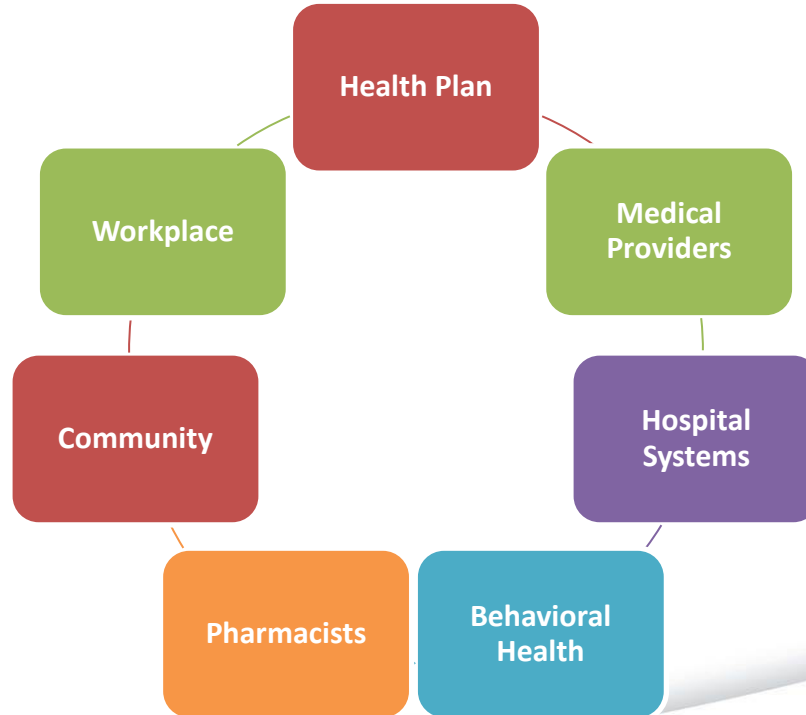 Health Plan
Medical
Providers
Hospital
Systems
Behavioral
Health
Pharmacists
Community
Workplace